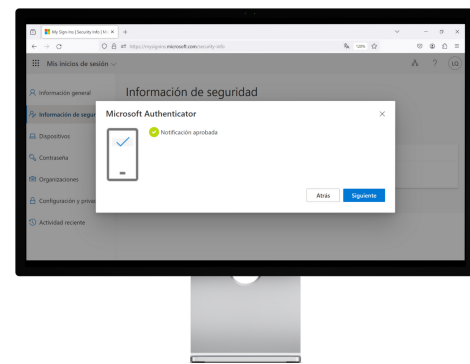 My Sign-Ins | Security Info | Mi
https://mysignins.microsoft.com/security-info
Mis inicios de sesión
?
Información general
Información de segur
Dispositivos
Contraseña
Organizaciones
Configuración y privac
Actividad reciente
Información de seguridad
Microsoft Authenticator
Notificación aprobada
Atrás
Siguiente